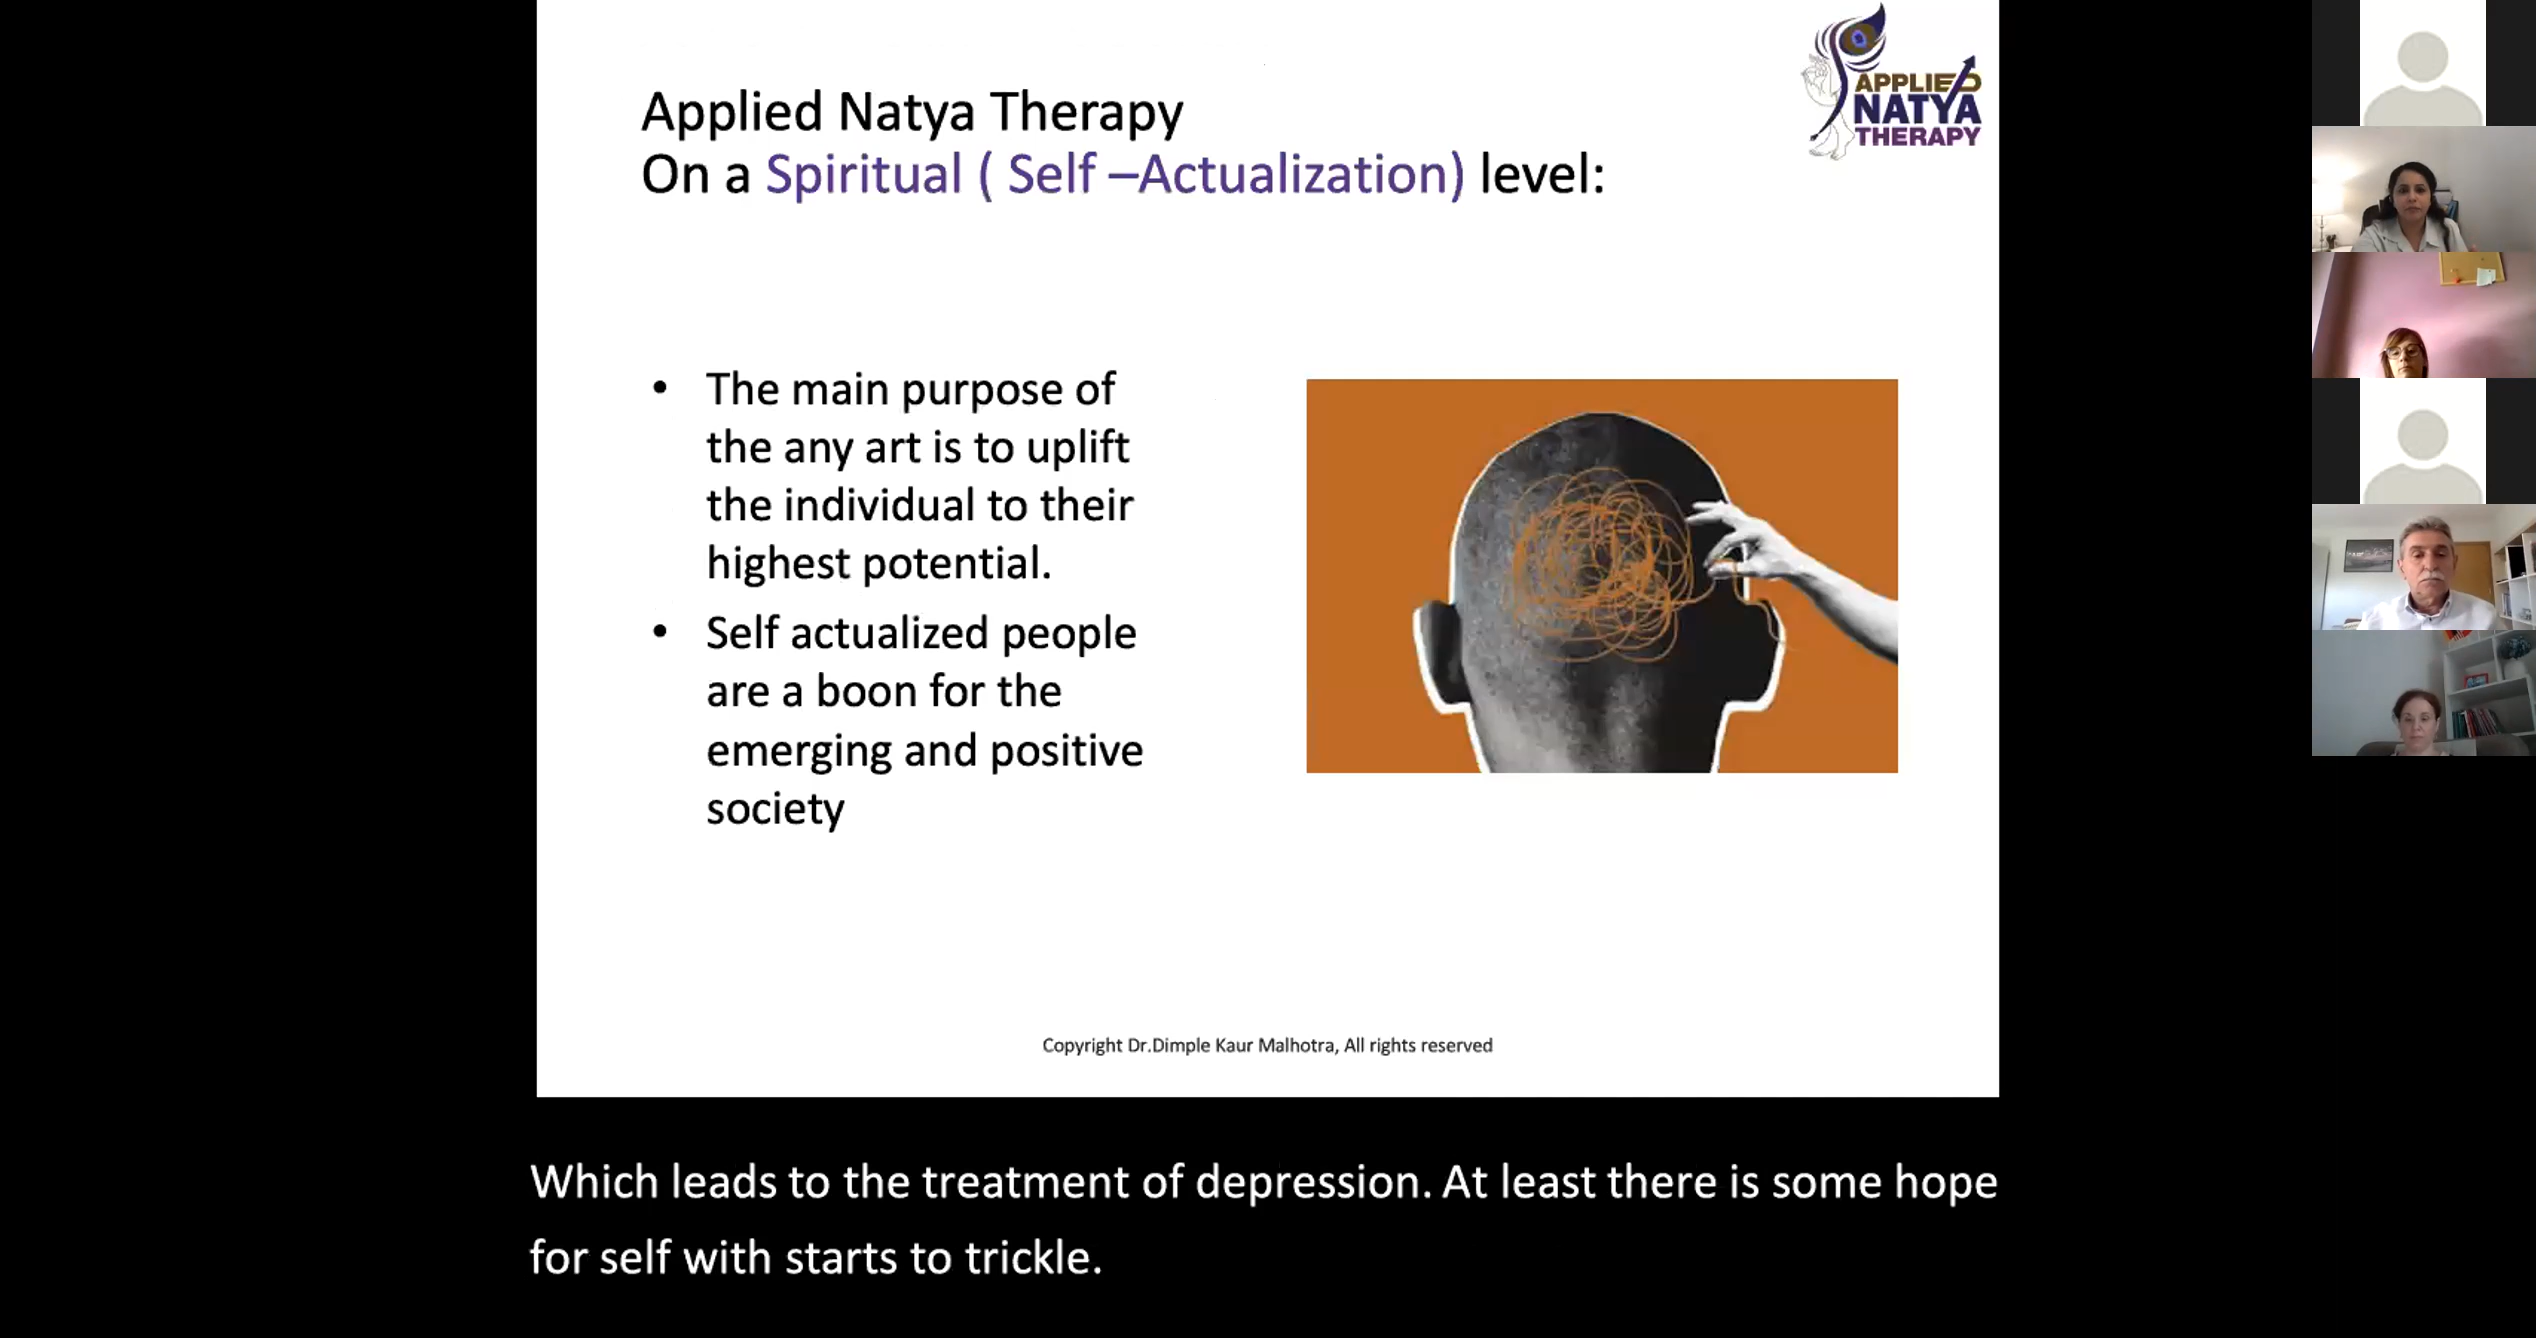 APPLIED
NATYA
THERAPY
Applied Natya Therapy
On a Spiritual ( Self –Actualization) level:
• The main purpose of
the any art is to uplift
the individual to their
highest potential.
• Self actualized people
are a boon for the
emerging and positive
society
Copyright Dr.Dimple Kaur Malhotra, All rights reserved
Which leads to the treatment of depression. At least there is some hope
for self with starts to trickle.